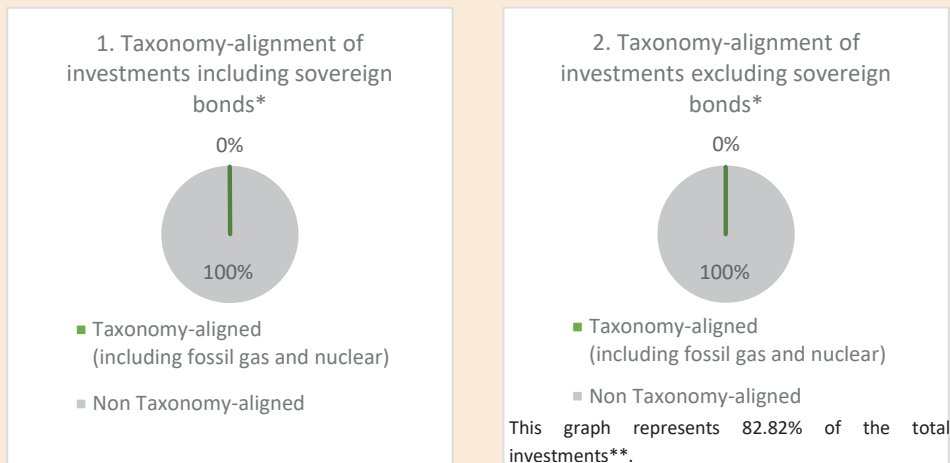 1. Taxonomy-alignment of
investments including sovereign
bonds*
0%
100%
Taxonomy-aligned
(including fossil gas and nuclear)
Non Taxonomy-aligned
2. Taxonomy-alignment of
investments excluding sovereign
bonds*
0%
100%
Taxonomy-aligned
(including fossil gas and nuclear)
Non Taxonomy-aligned
This graph represents 82.82% of the total
investments**.